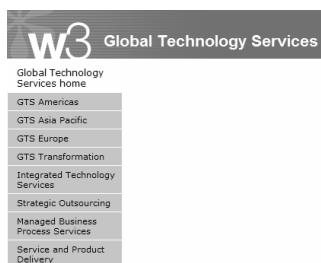 w3 Global Technology Services
Global Technology
Services home
GTS Americas
GTS Asia Pacific
GTS Europe
GTS Transformation
Integrated Technology
Services
Strategic Outsourcing
Managed Business
Process Services
Service and Product
Delivery